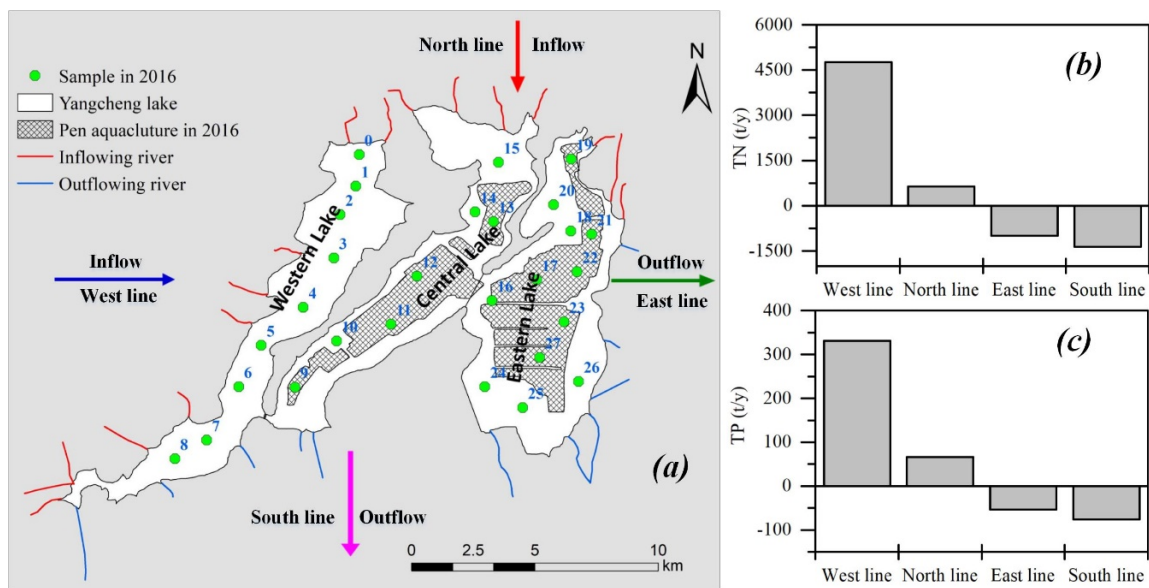 (a)
North line Inflow
N
Sample in 2016
Yangcheng lake
Pen aquacluture in 2016
Inflowing river
Outflowing river
0
1
2
3
4
5
6
7
8
9
10
11
12
13
14
15
16
17
18
19
20
21
22
23
24
25
26
27
Western Lake
Central Lake
Eastern Lake
Inflow
West line
Outflow
East line
South line Outflow
0 2.5 5 10
km
(b)
TN (t/y)
6000
4500
3000
1500
0
-1500
West line North line East line South line
(c)
TP (t/y)
400
300
200
100
0
-100
West line North line East line South line